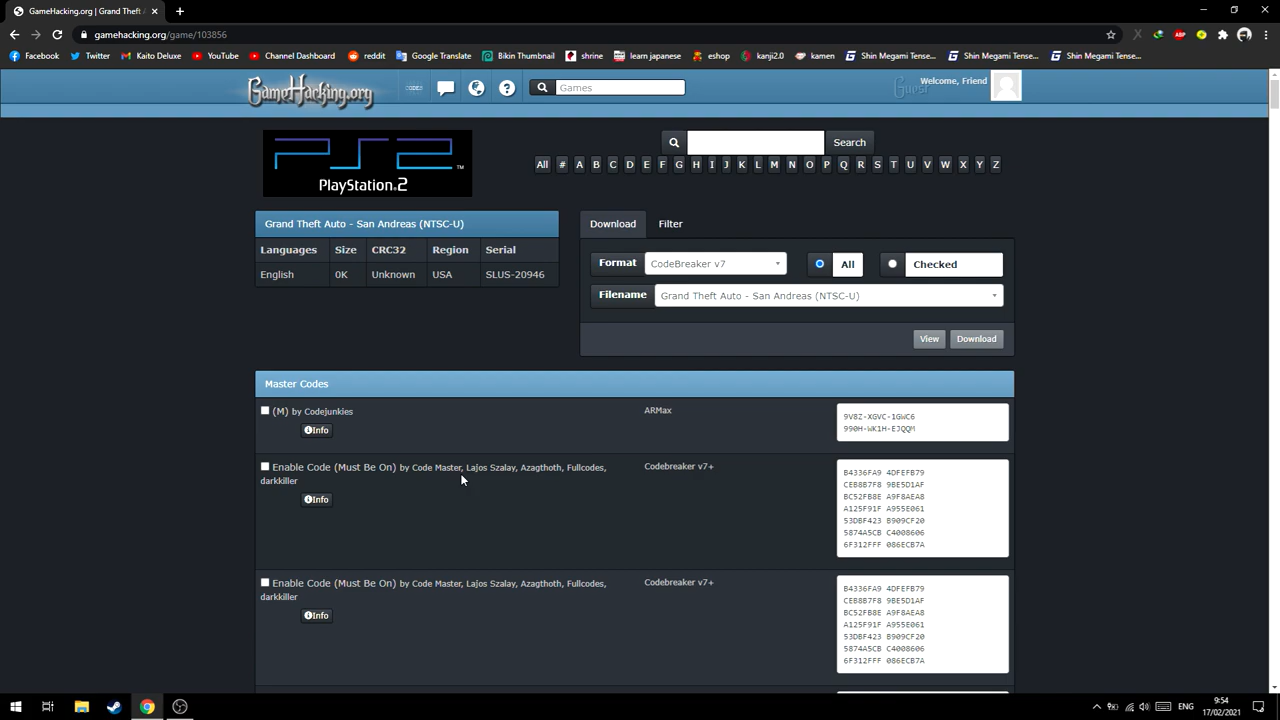 GameHacking.org | Grand Theft A
gamehacking.org/game/103856
Facebook Twitter Kaito Deluxe YouTube Channel Dashboard reddit Google Translate Bikin Thumbnail shrine learn japanese eshop kanji2.0 kamen Shin Megami Tense... Shin Megami Tense... Shin Megami Tense...
GameHacking.org
Games
Guest
Welcome, Friend
PS2
TM
PlayStation.2
Search
All # A B C D E F G H I J K L M N O P Q R S T U V W X Y Z
Grand Theft Auto - San Andreas (NTSC-U)
Languages Size CRC32 Region Serial
English 0K Unknown USA SLUS-20946
Download Filter
Format CodeBreaker v7 All Checked
Filename Grand Theft Auto - San Andreas (NTSC-U)
View Download
Master Codes
(M) by Codejunkies
Info
ARMax
9V8Z-XGVC-1GWC6
990H-WK1H-EJQQM
Enable Code (Must Be On) by Code Master, Lajos Szalay, Azagthoth, Fullcodes,
darkkiller
Info
Codebreaker v7+
B4336FA9 4DFEFB79
CEB8B7F8 9BE5D1AF
BC52FB8E A9F8AEA8
A125F91F A955E061
53DBF423 B909CF20
5874A5CB C4008606
6F312FFF 086ECB7A
Enable Code (Must Be On) by Code Master, Lajos Szalay, Azagthoth, Fullcodes,
darkkiller
Info
Codebreaker v7+
B4336FA9 4DFEFB79
CEB8B7F8 9BE5D1AF
BC52FB8E A9F8AEA8
A125F91F A955E061
53DBF423 B909CF20
5874A5CB C4008606
6F312FFF 086ECB7A
ENG
9:54
17/02/2021